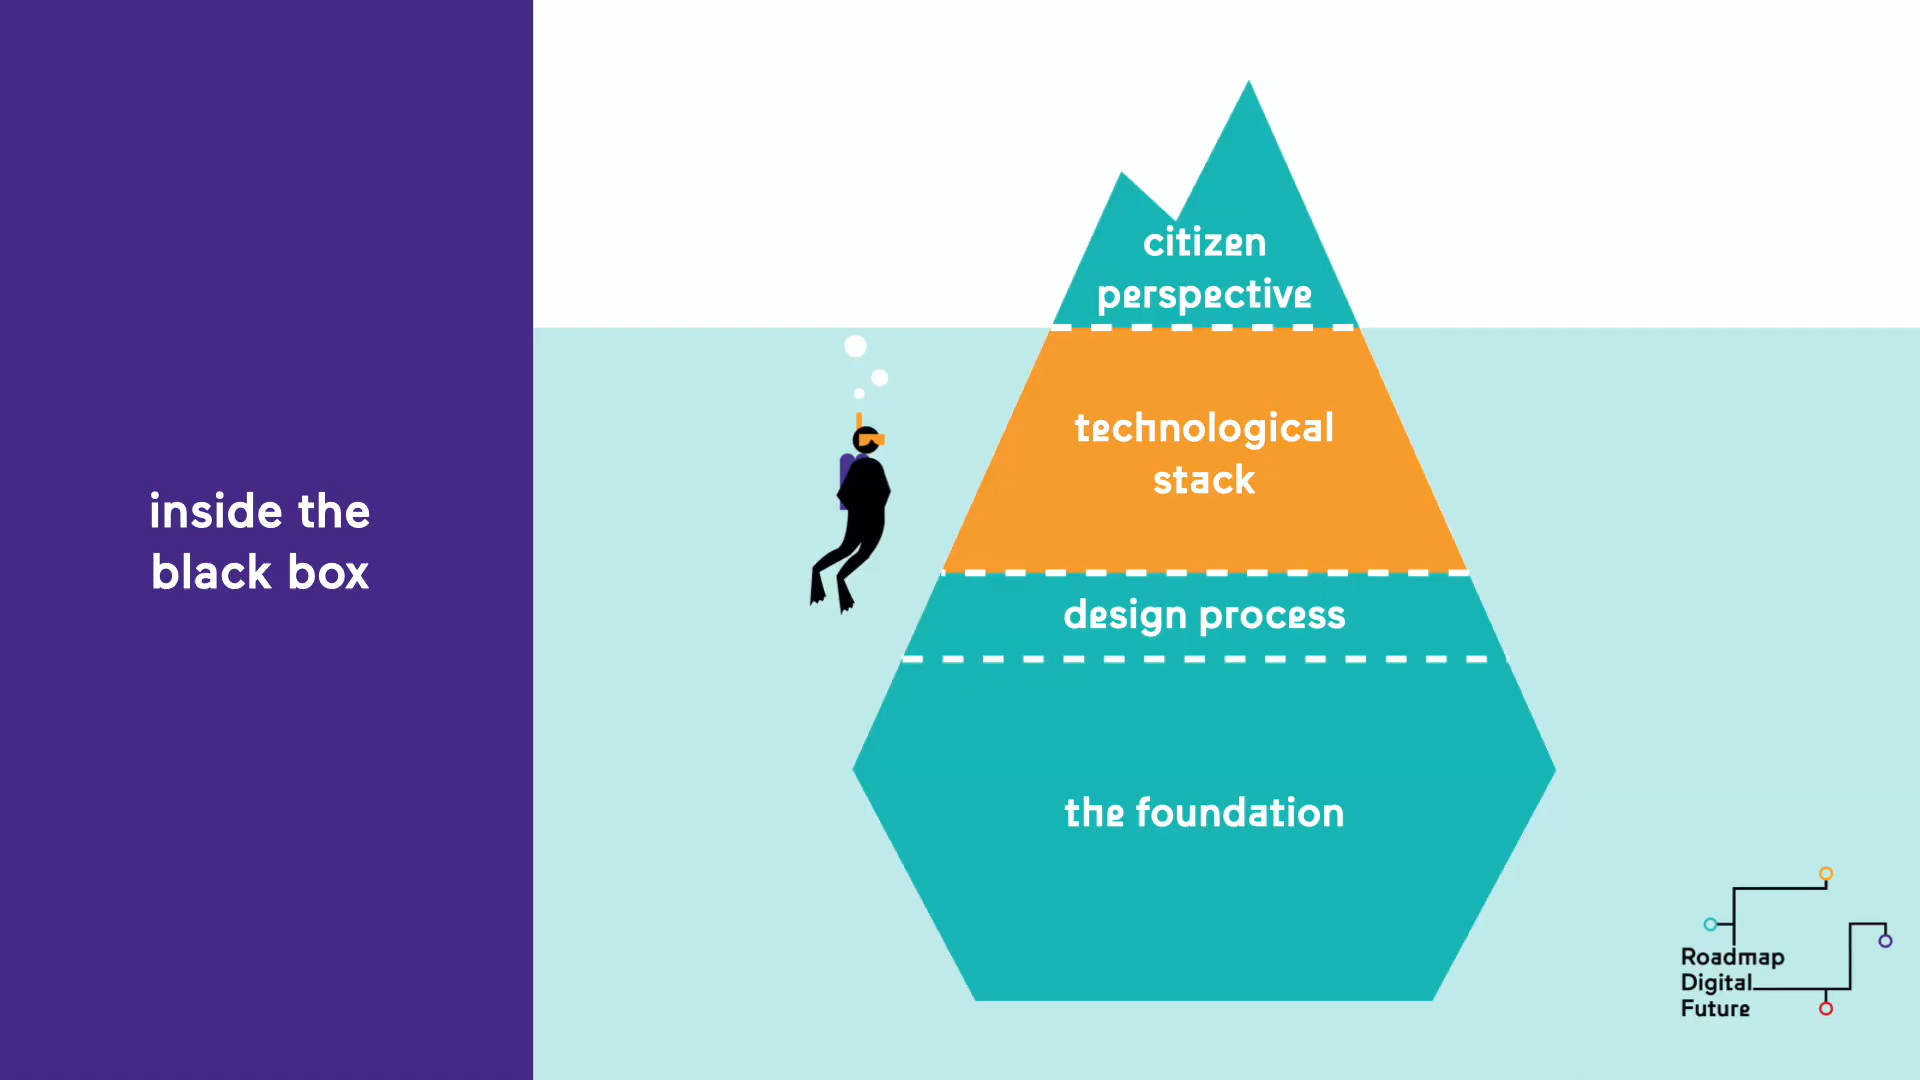 inside the
black box
citizen
perspective
technological
stack
design process
the foundation
Roadmap
Digital
Future